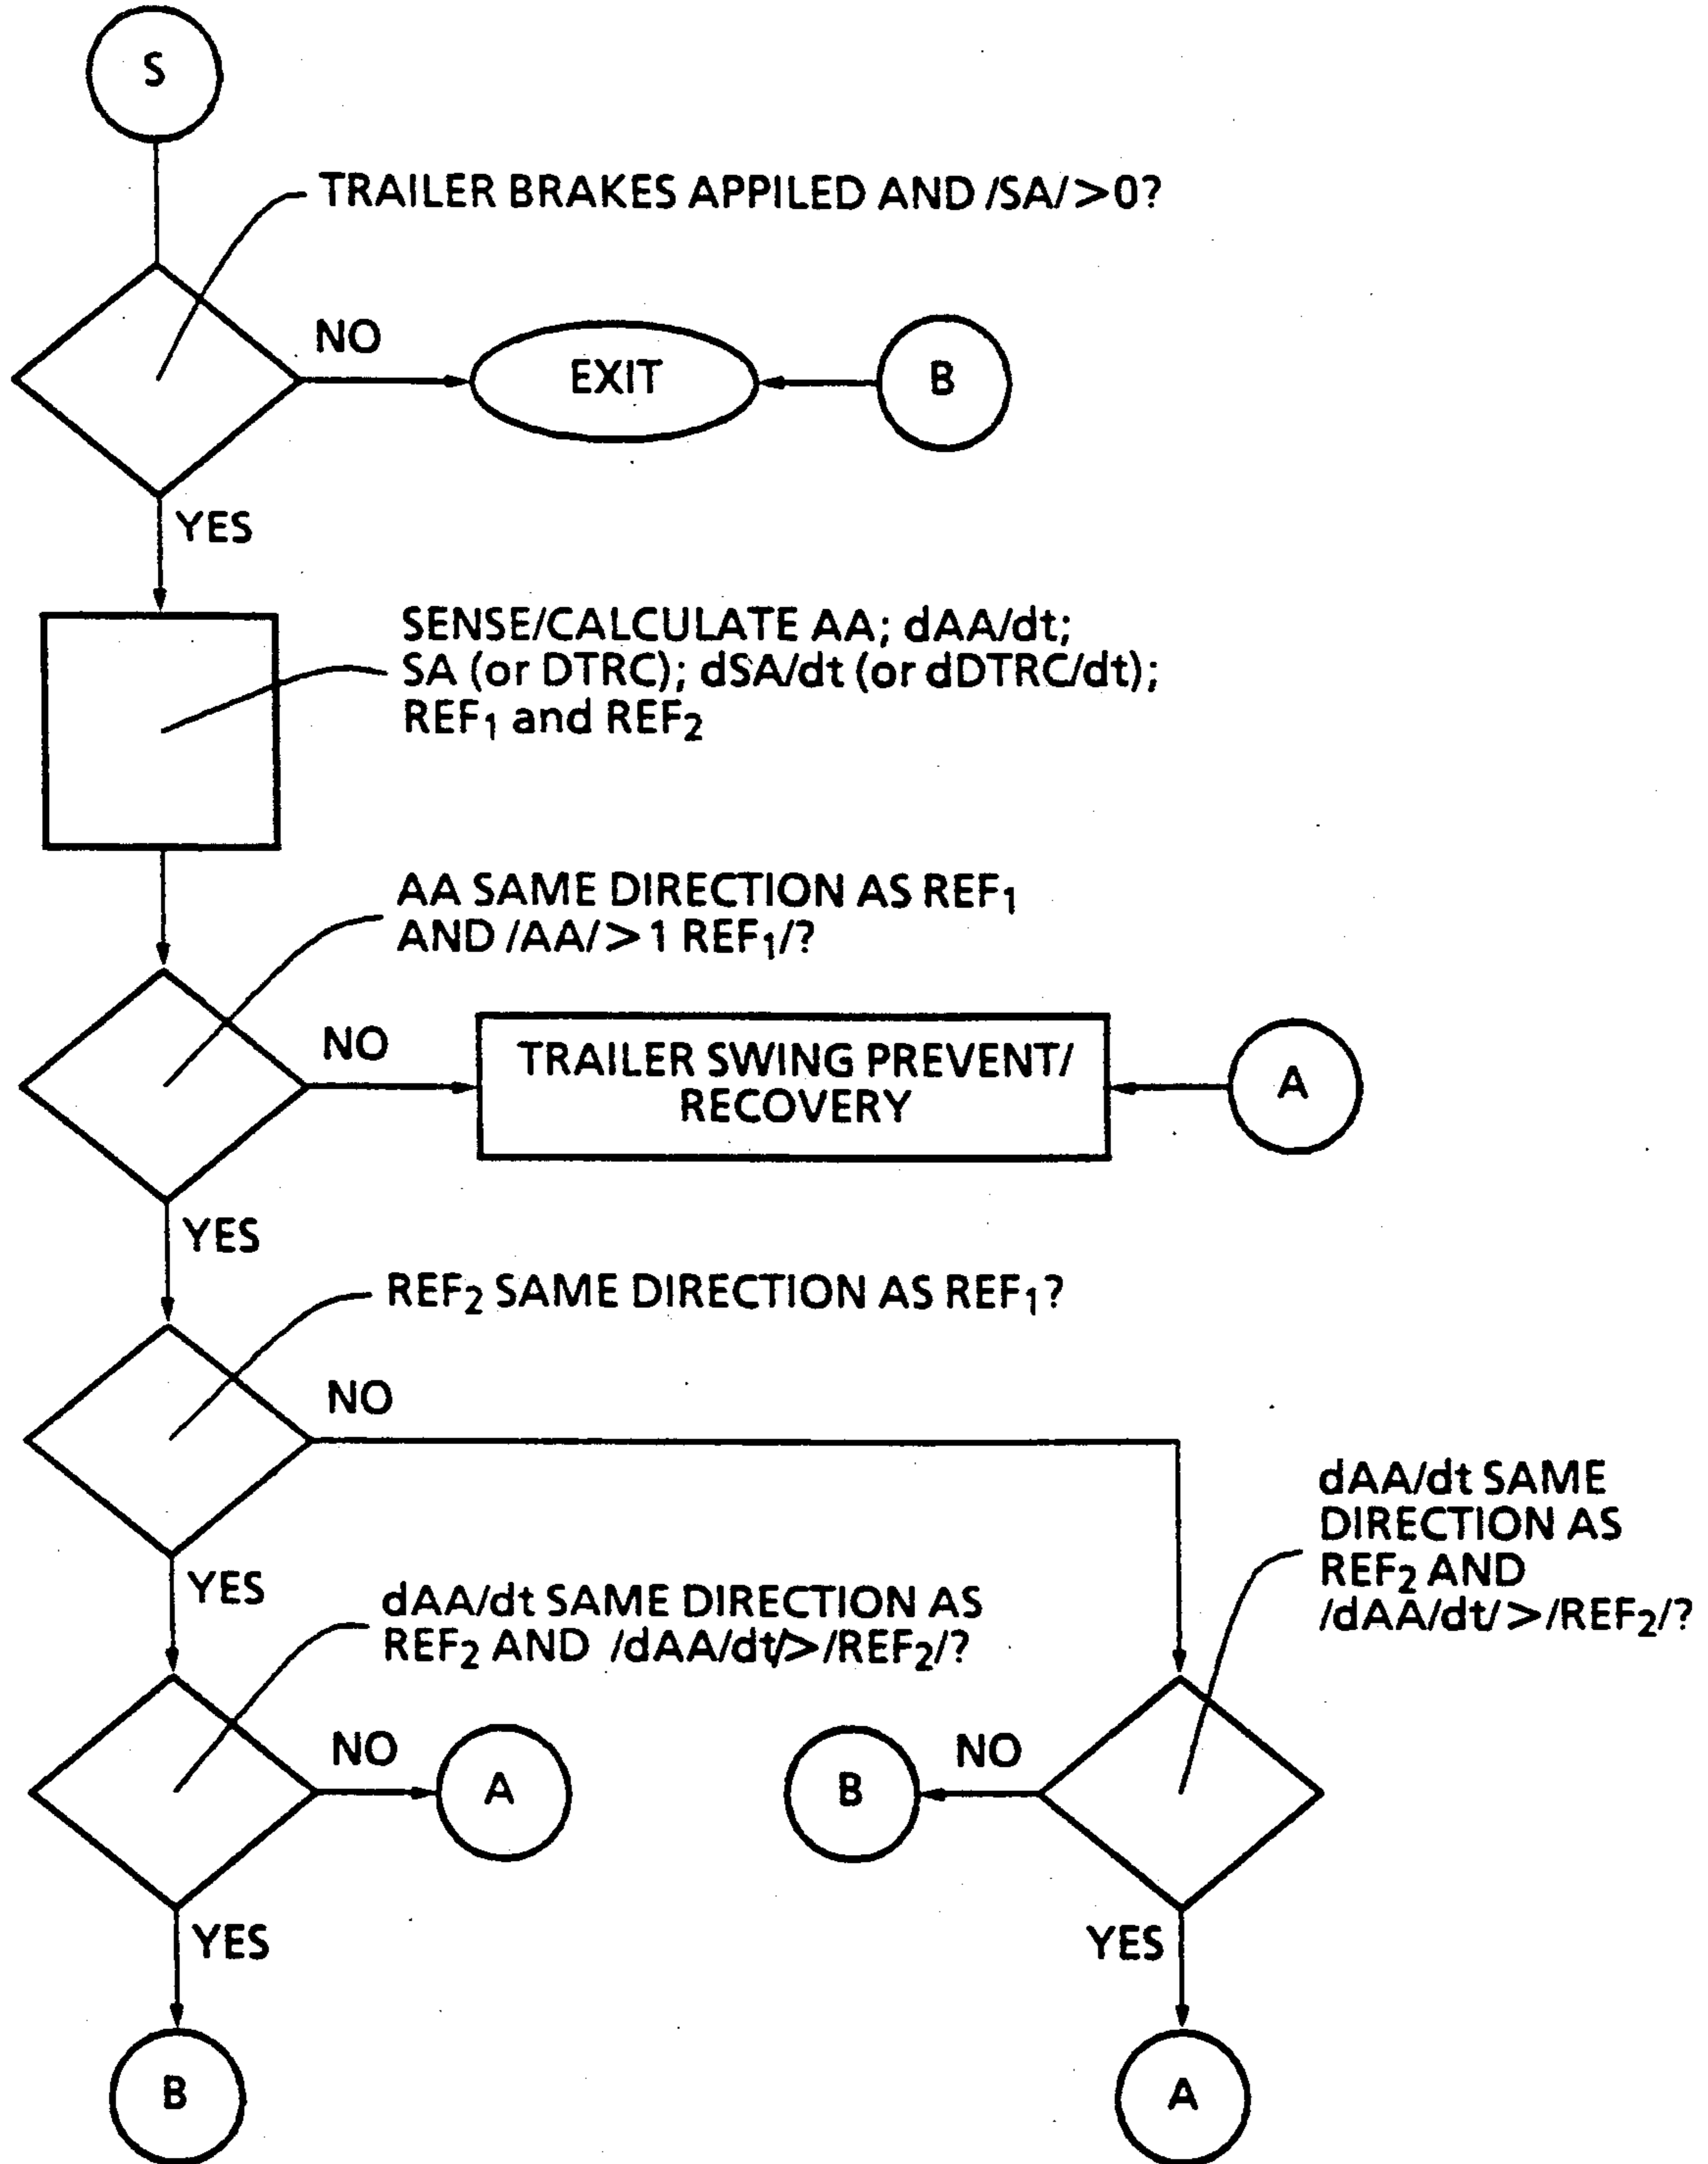 S
TRAILER BRAKES APPIILED AND /SA/>0?
NO
EXIT
B
YES
SENSE/CALCULATE AA; dAA/dt;
SA (or DTRC); dSA/dt (or dDTRC/dt);
REF₁ and REF₂
AA SAME DIRECTION AS REF₁
AND /AA/>1 REF₁/?
NO
TRAILER SWING PREVENT/
RECOVERY
A
YES
REF₂ SAME DIRECTION AS REF₁?
NO
dAA/dt SAME
DIRECTION AS
REF₂ AND
/dAA/dt/>/REF₂/?
YES
dAA/dt SAME DIRECTION AS
REF₂ AND /dAA/dt/>/REF₂/?
NO
A
B
NO
YES
YES
B
A